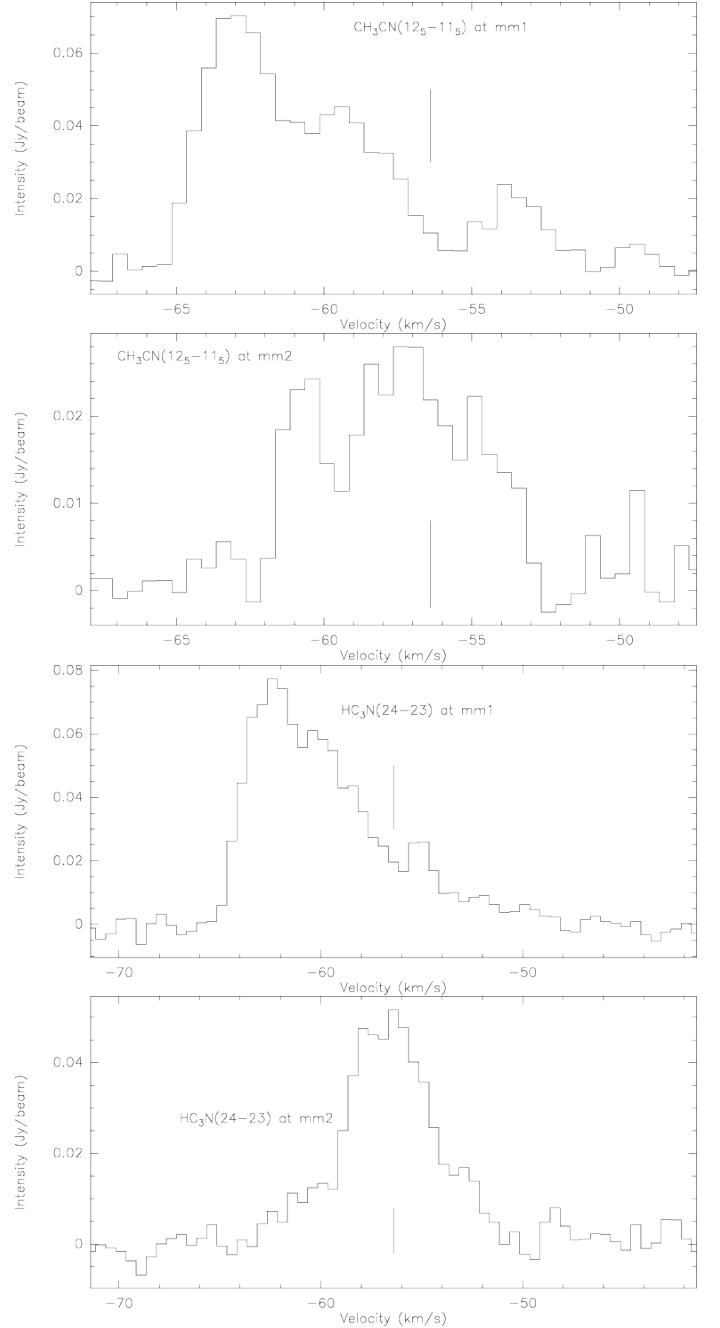 CH₃CN(12₅−11₅) at mm1
0.06
0.04
0.02
0
Intensity (Jy/beam)
−65
−60
−55
−50
Velocity (km/s)
CH₃CN(12₅−11₅) at mm2
0.02
0.01
0
Intensity (Jy/beam)
−65
−60
−55
−50
Velocity (km/s)
HC₃N(24−23) at mm1
0.08
0.06
0.04
0.02
0
Intensity (Jy/beam)
−70
−60
−50
Velocity (km/s)
HC₃N(24−23) at mm2
0.04
0.02
0
Intensity (Jy/beam)
−70
−60
−50
Velocity (km/s)